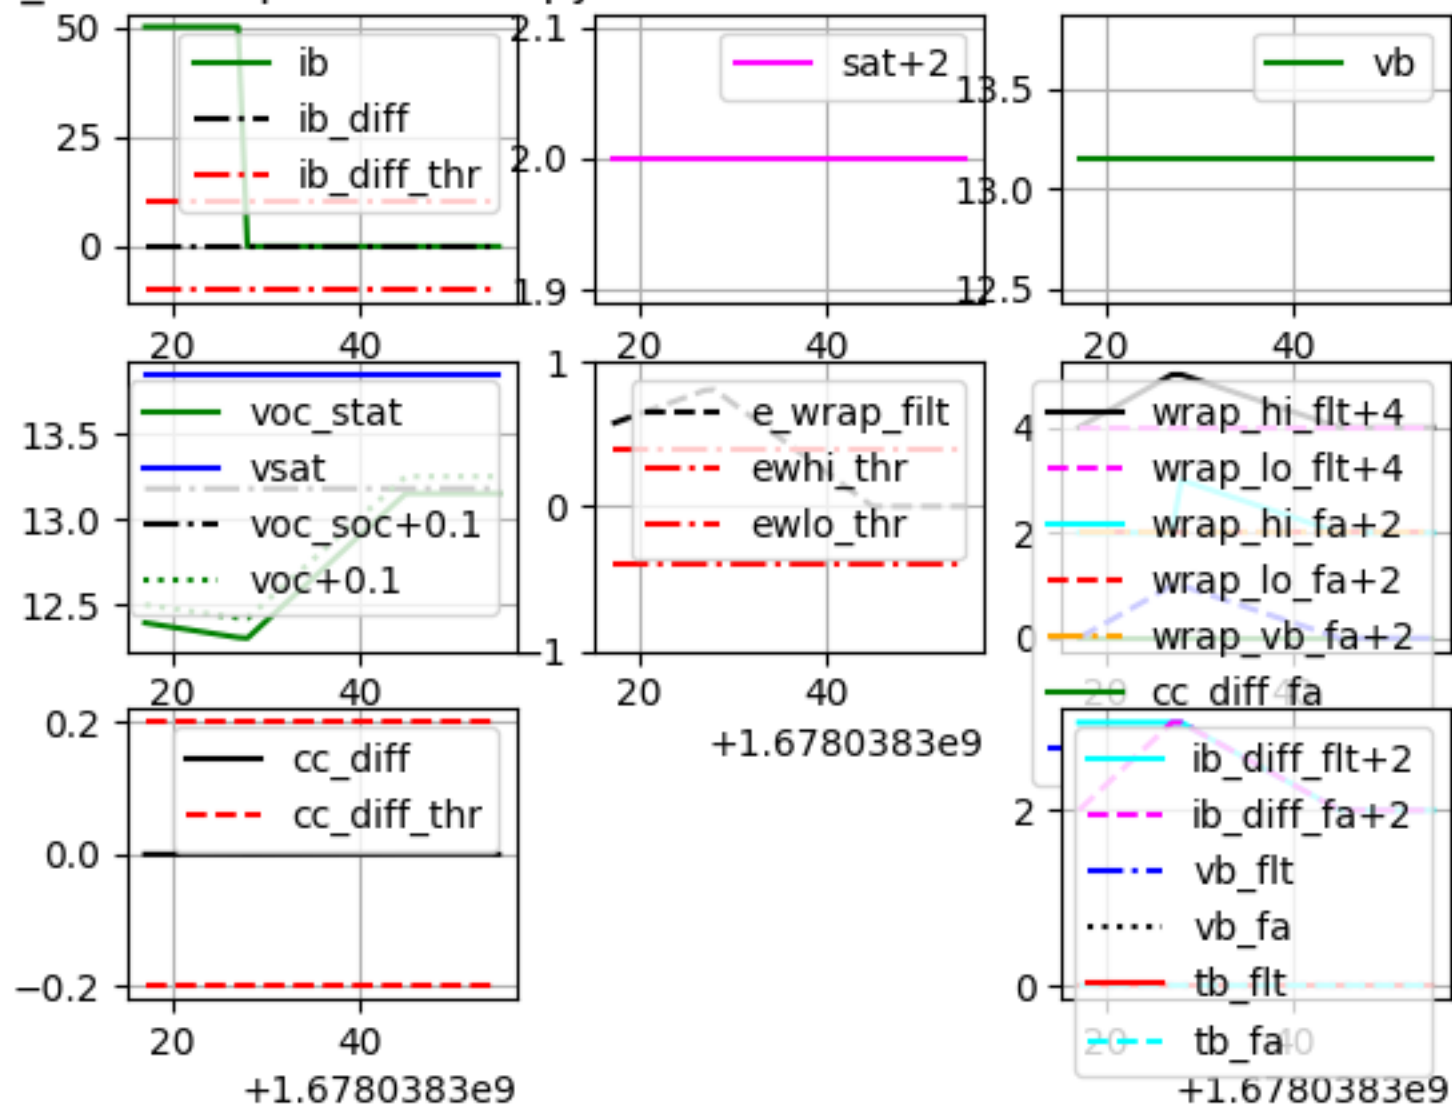 50
25
0
ib
ib_diff
ib_diff_thr
20
40
2.1
2.0
1.9
sat+2
20
40
13.5
13.0
12.5
vb
20
40
13.5
13.0
12.5
voc_stat
vsat
voc_soc+0.1
voc+0.1
20
40
1
0
−1
e_wrap_filt
ewhi_thr
ewlo_thr
20
40
+1.6780383e9
4
2
0
wrap_hi_flt+4
wrap_lo_flt+4
wrap_hi_fa+2
wrap_lo_fa+2
wrap_vb_fa+2
cc_diff_fa
20
40
0.2
0.0
−0.2
cc_diff
cc_diff_thr
20
40
+1.6780383e9
2
0
ib_diff_flt+2
ib_diff_fa+2
vb_flt
vb_fa
tb_flt
tb_fa
20
40
+1.6780383e9